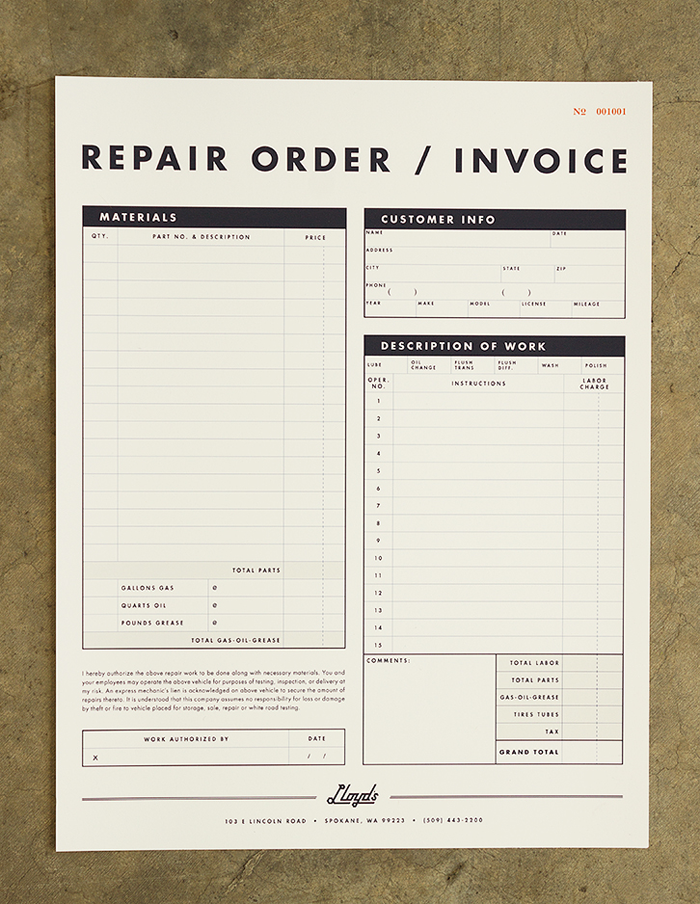 Nº 001001
REPAIR ORDER / INVOICE
MATERIALS
QTY. PART NO. & DESCRIPTION PRICE
TOTAL PARTS
GALLONS GAS @
QUARTS OIL @
POUNDS GREASE @
TOTAL GAS-OIL-GREASE
I hereby authorize the above repair work to be done along with necessary materials. You and
your employees may operate the above vehicle for purposes of testing, inspection, or delivery at
my risk. An express mechanic's lien is acknowledged on above vehicle to secure the amount of
repairs thereto. It is understood that this company assumes no responsibility for loss or damage
by theft or fire to vehicle placed for storage, sale, repair or white road testing.
WORK AUTHORIZED BY DATE
X / /
CUSTOMER INFO
NAME DATE
ADDRESS
CITY STATE ZIP
PHONE ( ) ( )
YEAR MAKE MODEL LICENSE MILEAGE
DESCRIPTION OF WORK
LUBE OIL CHANGE FLUSH TRANS FLUSH DIFF. WASH POLISH
OPER. NO. INSTRUCTIONS LABOR CHARGE
1
2
3
4
5
6
7
8
9
10
11
12
13
14
15
COMMENTS:
TOTAL LABOR
TOTAL PARTS
GAS-OIL-GREASE
TIRES TUBES
TAX
GRAND TOTAL
Lloyds
103 E LINCOLN ROAD • SPOKANE, WA 99223 • (509) 443-2200